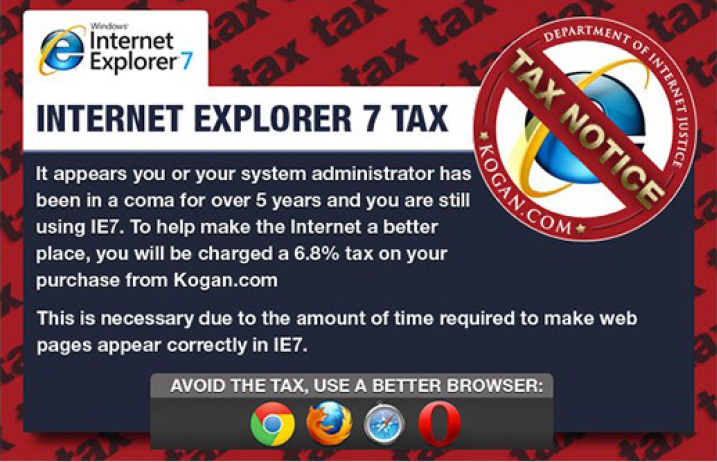 Windows®
Internet
Explorer 7
INTERNET EXPLORER 7 TAX
DEPARTMENT OF INTERNET JUSTICE
TAX NOTICE
KOGAN.COM
It appears you or your system administrator has
been in a coma for over 5 years and you are still
using IE7. To help make the Internet a better
place, you will be charged a 6.8% tax on your
purchase from Kogan.com
This is necessary due to the amount of time required to make web
pages appear correctly in IE7.
AVOID THE TAX, USE A BETTER BROWSER:
tax tax tax tax